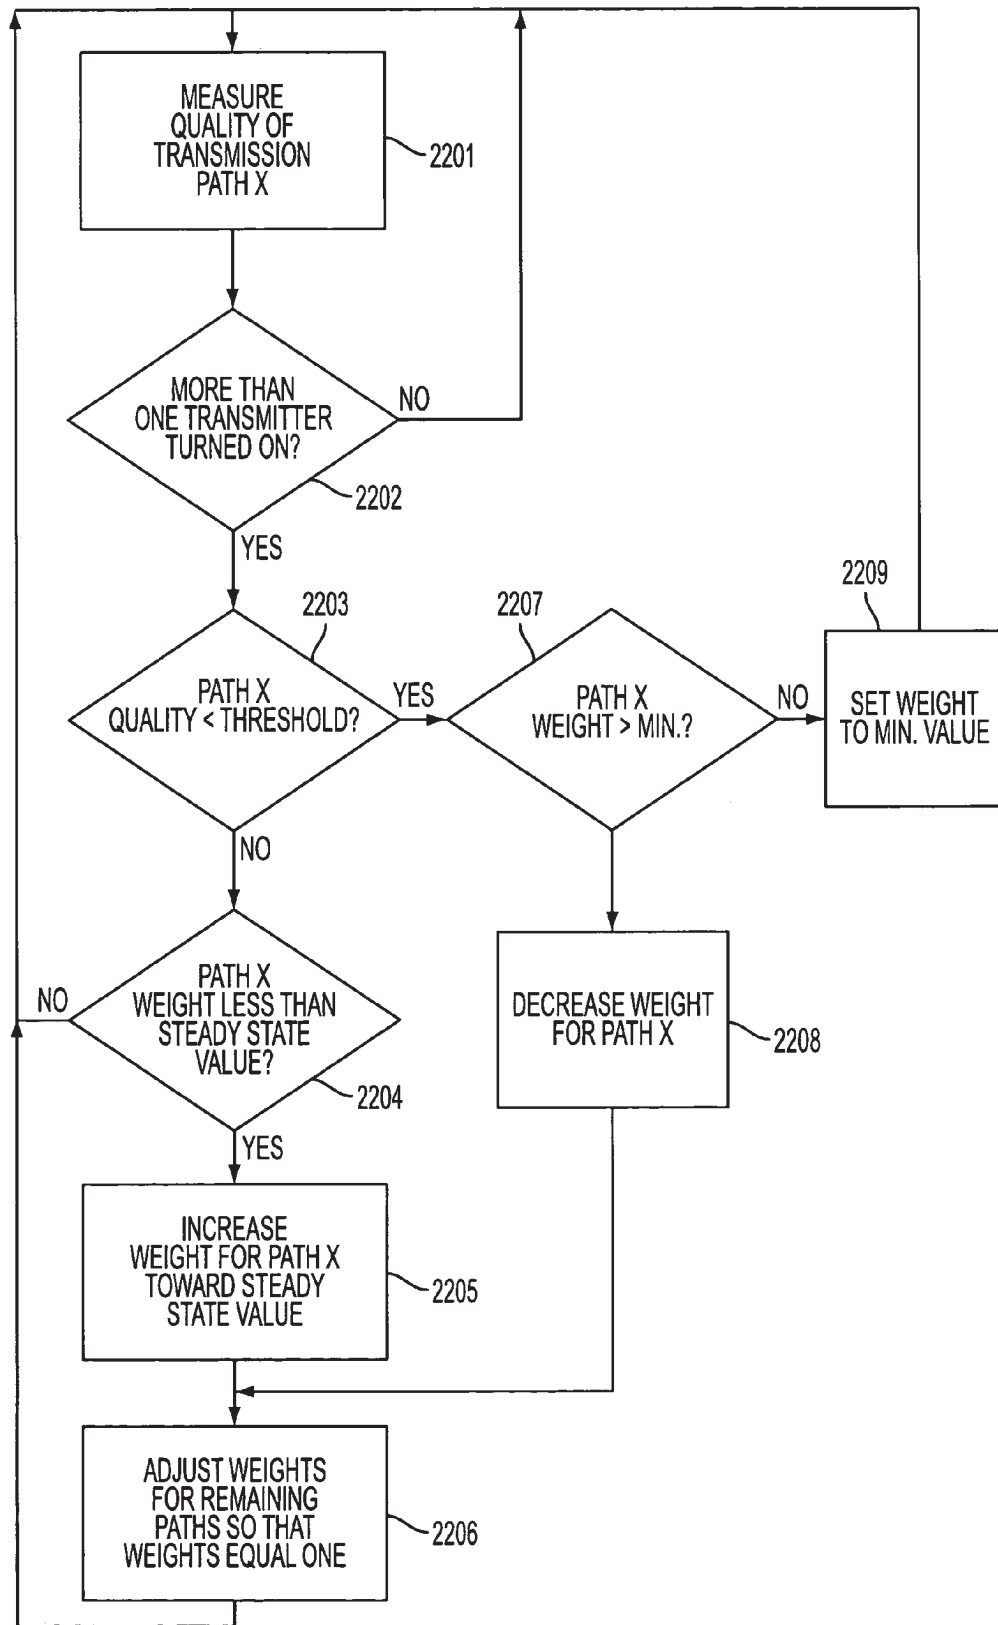 MEASURE
QUALITY OF
TRANSMISSION
PATH X
2201
MORE THAN
ONE TRANSMITTER
TURNED ON?
NO
2202
YES
2203
PATH X
QUALITY < THRESHOLD?
YES
2207
PATH X
WEIGHT > MIN.?
NO
2209
SET WEIGHT
TO MIN. VALUE
NO
PATH X
WEIGHT LESS THAN
STEADY STATE
VALUE?
NO
2204
DECREASE WEIGHT
FOR PATH X
2208
YES
INCREASE
WEIGHT FOR PATH X
TOWARD STEADY
STATE VALUE
2205
ADJUST WEIGHTS
FOR REMAINING
PATHS SO THAT
WEIGHTS EQUAL ONE
2206